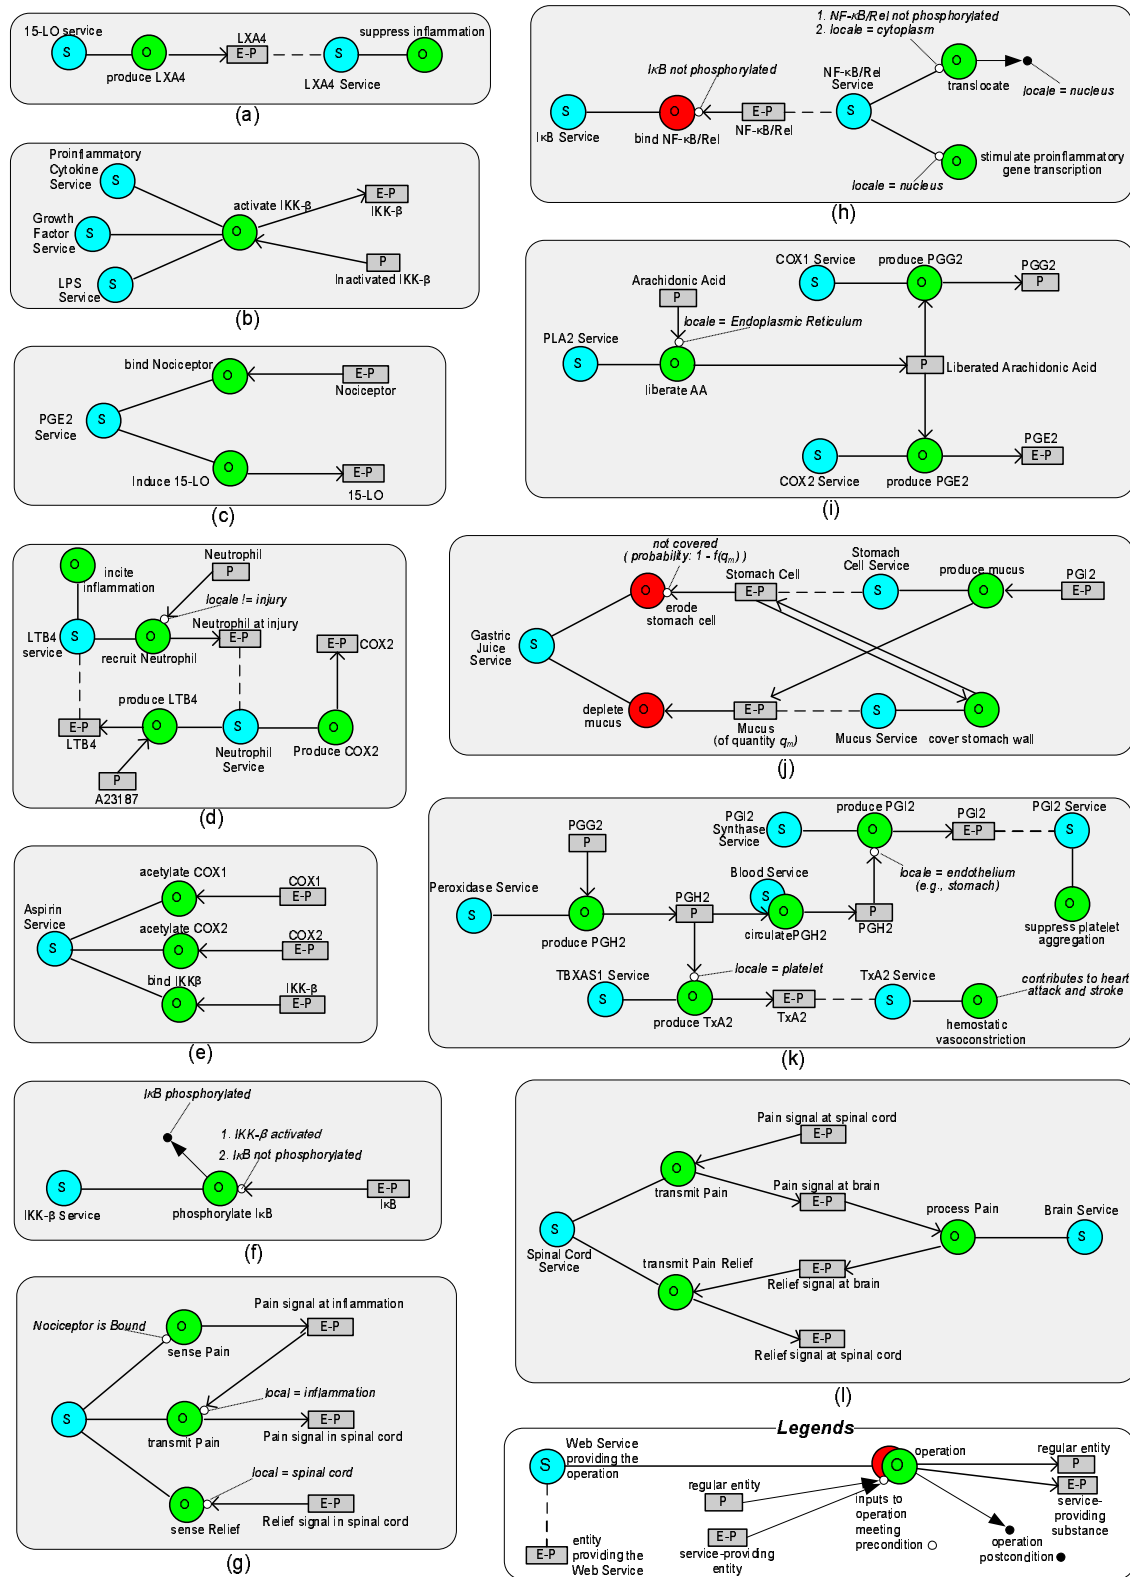 15-LO service
S
produce LXA4
O
LXA4
E-P
S
LXA4 Service
suppress inflammation
O
(a)
Proinflammatory
Cytokine
Service
S
Growth
Factor
Service
S
LPS
Service
S
activate IKK-β
O
E-P
IKK-β
P
Inactivated IKK-β
(b)
bind Nociceptor
O
E-P
Nociceptor
PGE2
Service
S
O
Induce 15-LO
E-P
15-LO
(c)
O
incite
inflammation
Neutrophil
P
locale != injury
LTB4
service
S
O
recruit Neutrophil
Neutrophil at injury
E-P
E-P
COX2
produce LTB4
E-P
LTB4
O
S
Neutrophil
Service
O
Produce COX2
P
A23187
(d)
acetylate COX1
O
COX1
E-P
Aspirin
Service
S
acetylate COX2
O
COX2
E-P
bind IKKβ
O
IKK-β
E-P
(e)
IκB phosphorylated
1. IKK-β activated
2. IκB not phosphorylated
S
IKK-β Service
O
phosphorylate IκB
E-P
IκB
(f)
Pain signal at inflammation
Nociceptor is Bound
O
sense Pain
E-P
local = inflammation
S
O
transmit Pain
E-P
Pain signal in spinal cord
local = spinal cord
O
sense Relief
E-P
Relief signal in spinal cord
(g)
1. NF-κB/Rel not phosphorylated
2. locale = cytoplasm
IκB not phosphorylated
NF-κB/Rel
Service
O
translocate
locale = nucleus
S
IκB Service
O
bind NF-κB/Rel
E-P
NF-κB/Rel
S
O
stimulate proinflammatory
gene transcription
locale = nucleus
(h)
COX1 Service
S
produce PGG2
O
PGG2
P
Arachidonic Acid
P
locale = Endoplasmic Reticulum
PLA2 Service
S
O
liberate AA
P
Liberated Arachidonic Acid
S
COX2 Service
O
produce PGE2
PGE2
E-P
(i)
not covered
( probability: 1 - f(qm) )
O
erode
stomach cell
Stomach Cell
E-P
Stomach
Cell Service
S
produce mucus
O
PGI2
E-P
Gastric
Juice
Service
S
deplete
mucus
O
E-P
Mucus
(of quantity qm)
S
Mucus Service
O
cover stomach wall
(j)
PGG2
P
PGI2
Synthase
Service
S
produce PGI2
O
PGI2
E-P
PGI2 Service
S
locale = endothelium
(e.g., stomach)
Peroxidase Service
S
O
produce PGH2
PGH2
P
Blood Service
S
O
circulatePGH2
P
PGH2
O
suppress platelet
aggregation
locale = platelet
TBXAS1 Service
S
O
produce TxA2
E-P
TxA2
TxA2 Service
S
O
hemostatic
vasoconstriction
contributes to heart
attack and stroke
(k)
Pain signal at spinal cord
E-P
O
transmit Pain
Pain signal at brain
E-P
S
Spinal Cord
Service
process Pain
O
Brain Service
S
transmit Pain Relief
O
E-P
Relief signal at brain
E-P
Relief signal at spinal cord
(l)
Legends
S
Web Service
providing the
operation
O
operation
regular entity
P
E-P
service-
providing
substance
regular entity
P
E-P
service-providing
entity
E-P
entity
providing the
Web Service
inputs to
operation
meeting
precondition
operation
postcondition